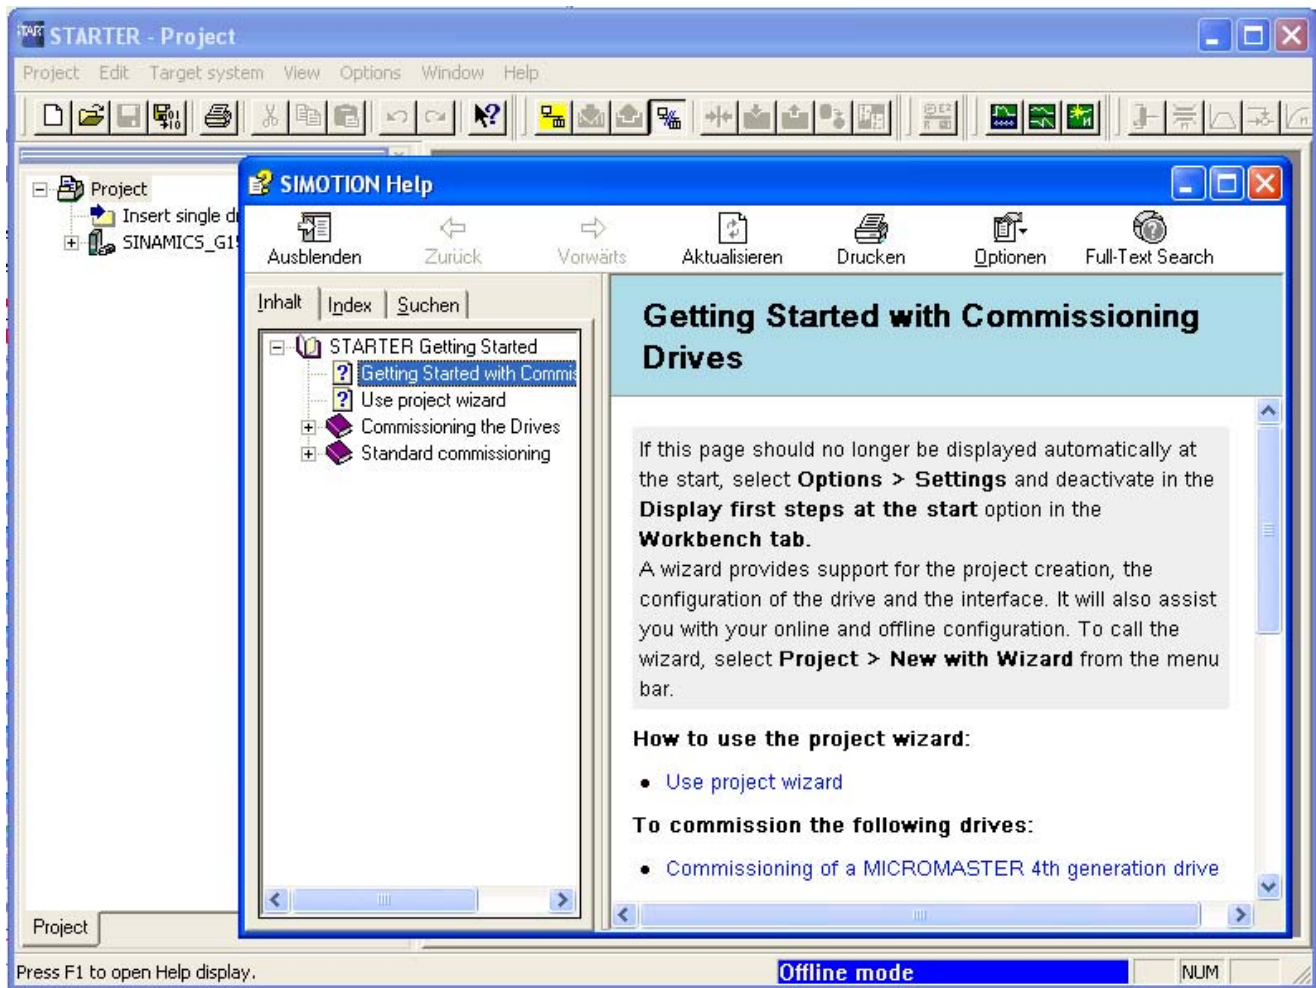 STARTER - Project
Project Edit Target system View Options Window Help
Project
Insert single
SINAMICS_G15
Project
SIMOTION Help
Ausblenden Zurück Vorwärts Aktualisieren Drucken Optionen Full-Text Search
Inhalt Index Suchen
STARTER Getting Started
Getting Started with Commis
Use project wizard
Commissioning the Drives
Standard commissioning
Getting Started with Commissioning
Drives
If this page should no longer be displayed automatically at
the start, select Options > Settings and deactivate in the
Display first steps at the start option in the
Workbench tab.
A wizard provides support for the project creation, the
configuration of the drive and the interface. It will also assist
you with your online and offline configuration. To call the
wizard, select Project > New with Wizard from the menu
bar.
How to use the project wizard:
• Use project wizard
To commission the following drives:
• Commissioning of a MICROMASTER 4th generation drive
Press F1 to open Help display.
Offline mode
NUM